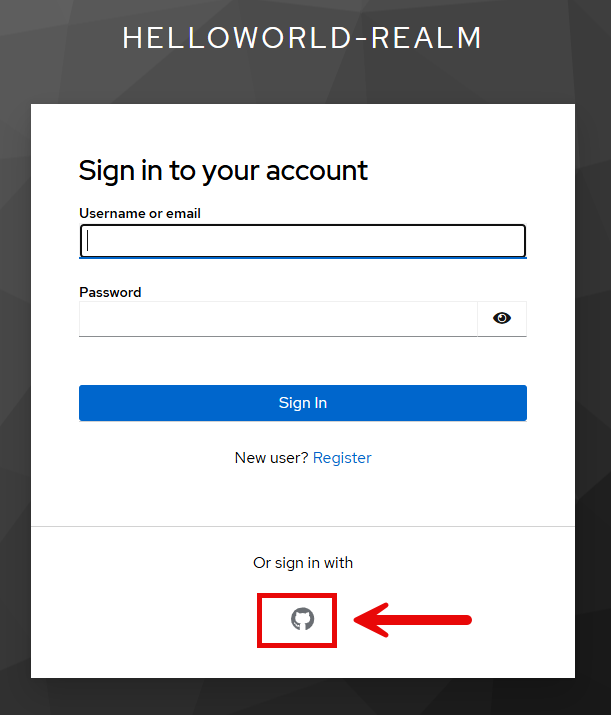 HELLOWORLD-REALM
Sign in to your account
Username or email
Password
Sign In
New user? Register
Or sign in with